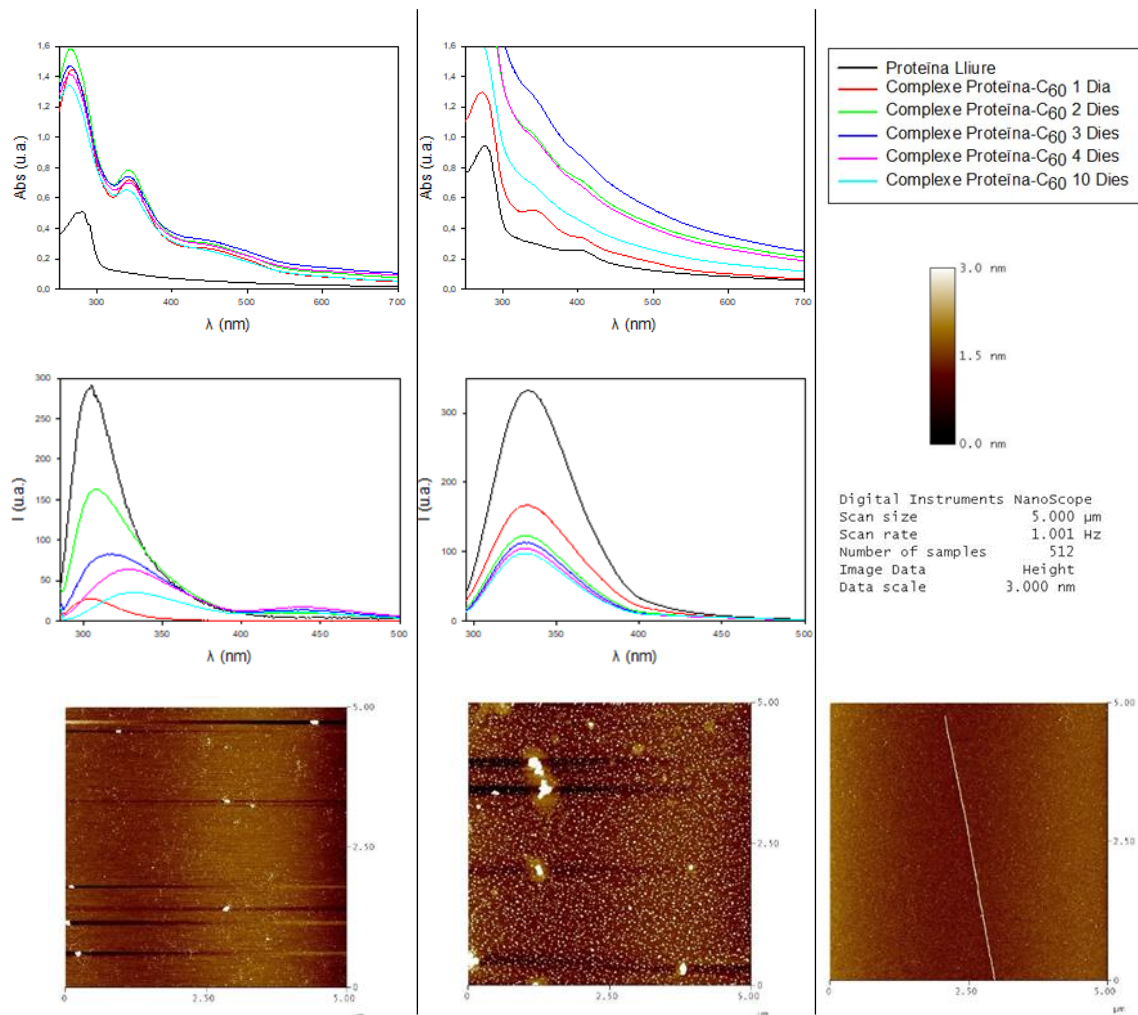 1,6
1,4
1,2
1,0
0,8
0,6
0,4
0,2
0,0
Abs (u. a.)
300 400 500 600 700
λ (nm)
1,6
1,4
1,2
1,0
0,8
0,6
0,4
0,2
0,0
Abs (u. a.)
300 400 500 600 700
λ (nm)
Proteïna Lliure
Complexe Proteïna-C60 1 Dia
Complexe Proteïna-C60 2 Dies
Complexe Proteïna-C60 3 Dies
Complexe Proteïna-C60 4 Dies
Complexe Proteïna-C60 10 Dies
3.0 nm
1.5 nm
0.0 nm
300
250
200
150
100
50
0
I (u.a.)
300 350 400 450 500
λ (nm)
300
200
100
0
I (u.a.)
300 350 400 450 500
λ (nm)
Digital Instruments NanoScope
Scan size 5.000 µm
Scan rate 1.001 Hz
Number of samples 512
Image Data Height
Data scale 3.000 nm
5.00
2.50
0
0 2.50 5.00
µm
5.00
2.50
0
0 2.50 5.00
µm
5.00
2.50
0
0 2.50 5.00
µm